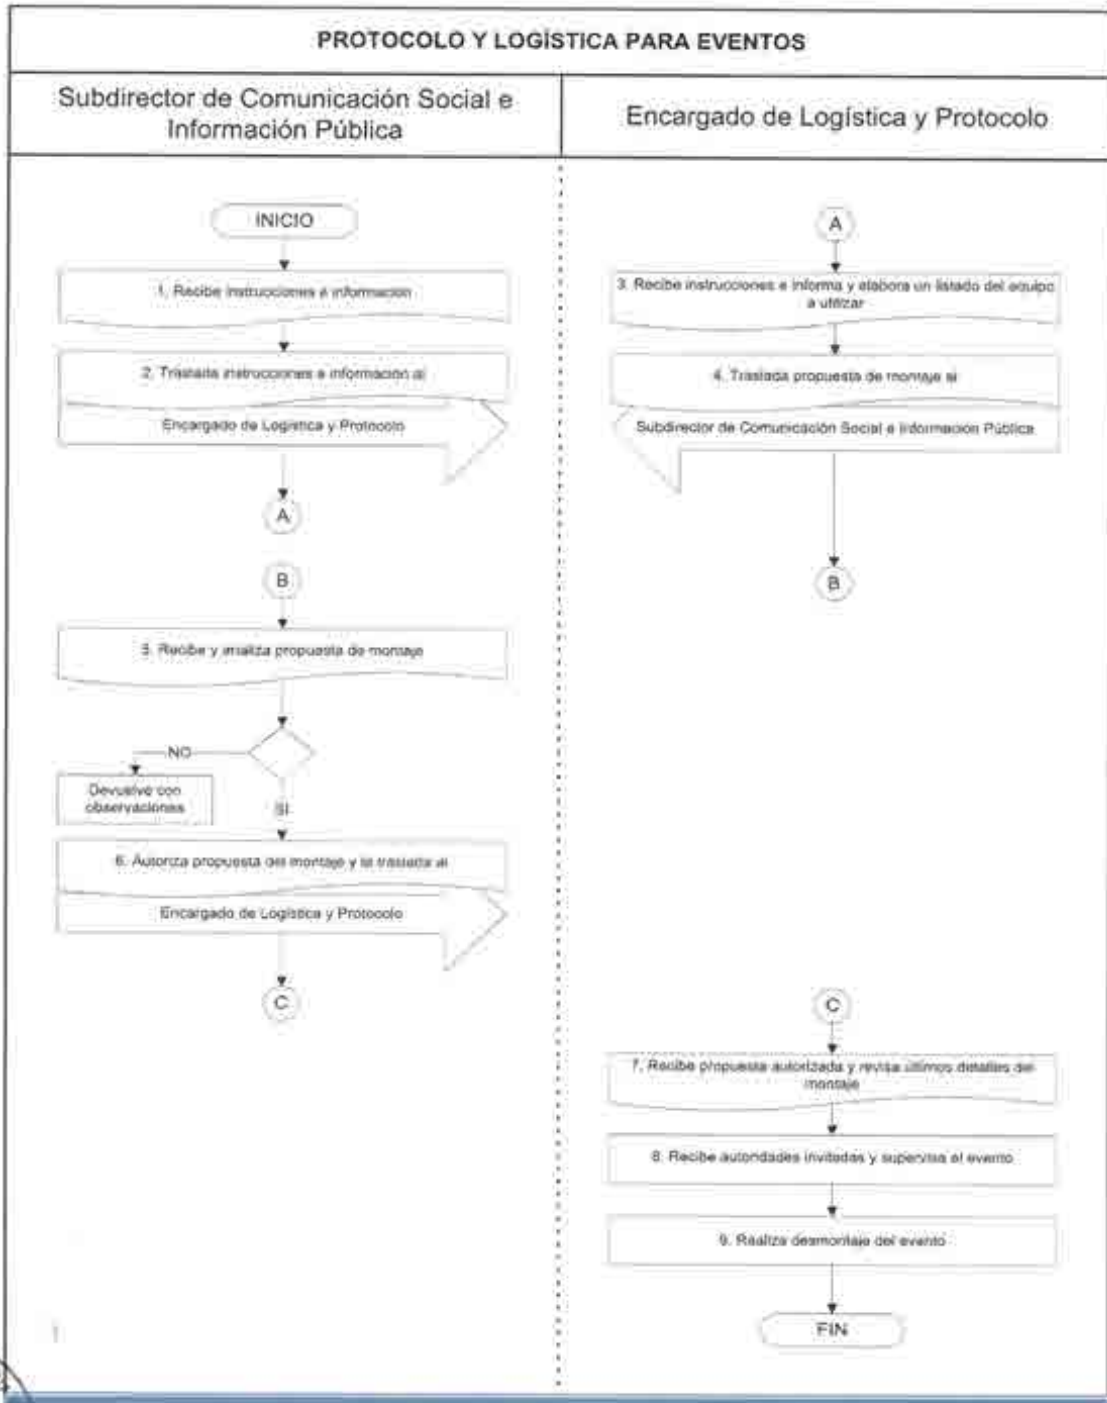 PROTOCOLO Y LOGÍSTICA PARA EVENTOS
Subdirector de Comunicación Social e
Información Pública
Encargado de Logística y Protocolo
INICIO
1. Recibe instrucciones e información
2. Traslada instrucciones e información al
Encargado de Logística y Protocolo
A
A
3. Recibe instrucciones e informa y elabora un listado del equipo
a utilizar
4. Traslada propuesta de montaje al
Subdirector de Comunicación Social e Información Pública
B
B
5. Recibe y analiza propuesta de montaje
NO
Devuelve con
observaciones
SI
6. Autoriza propuesta del montaje y la traslada al
Encargado de Logística y Protocolo
C
C
7. Recibe propuesta autorizada y revisa últimos detalles del
montaje
8. Recibe autoridades invitadas y supervisa el evento
9. Realiza desmontaje del evento
FIN